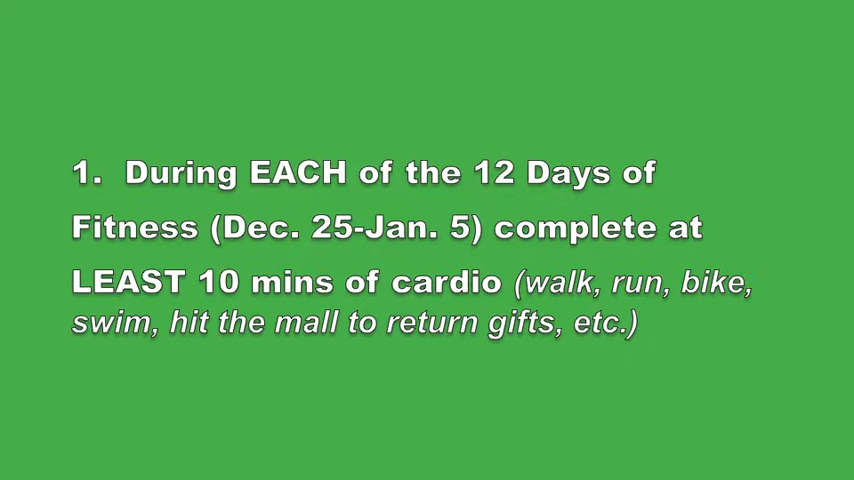 1. During EACH of the 12 Days of
Fitness (Dec. 25-Jan. 5) complete at
LEAST 10 mins of cardio (walk, run, bike,
swim, hit the mall to return gifts, etc.)